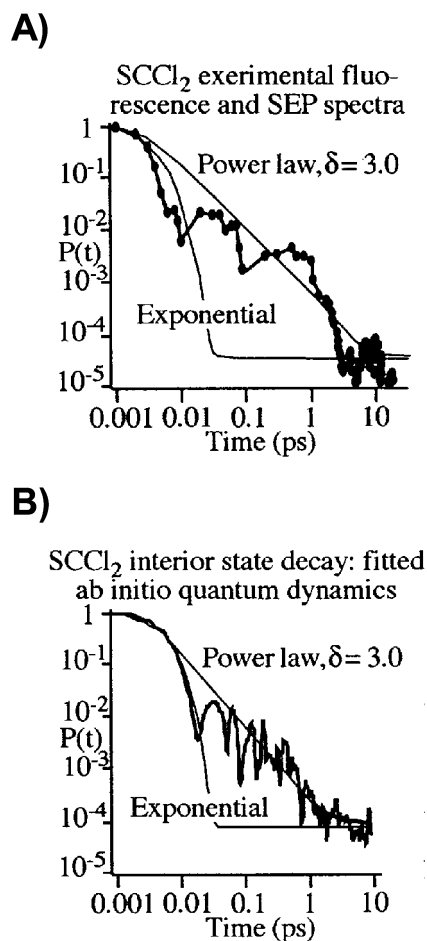 A)
SCCl₂ exerimental fluo-
rescence and SEP spectra
1
Power law, δ= 3.0
10⁻¹
10⁻²
P(t)
10⁻³
Exponential
10⁻⁴
10⁻⁵
0.001 0.01 0.1 1 10
Time (ps)
B)
SCCl₂ interior state decay: fitted
ab initio quantum dynamics
1
Power law, δ= 3.0
10⁻¹
10⁻²
P(t)
10⁻³
Exponential
10⁻⁴
10⁻⁵
0.001 0.01 0.1 1 10
Time (ps)